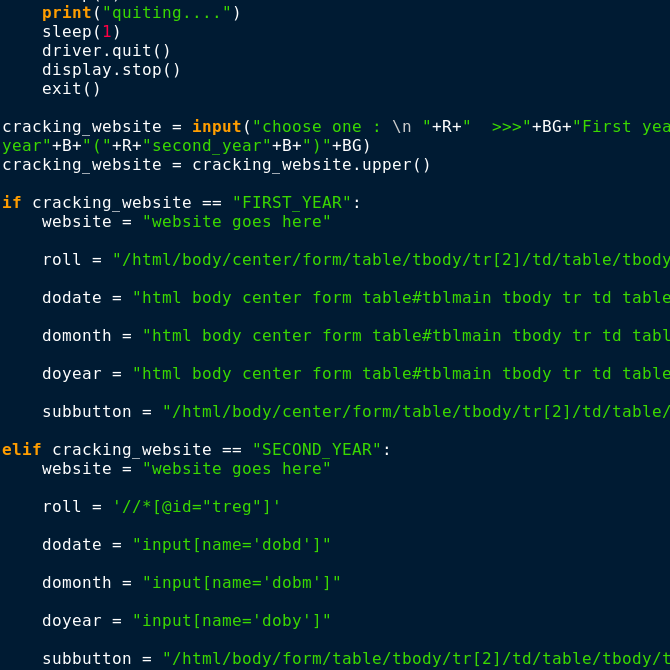 print("quiting....")
sleep(1)
driver.quit()
display.stop()
exit()
cracking_website = input("choose one : \n "+R+"  >>>"+BG+"First yea
year"+B+"("+R+"second_year"+B+")"+BG)
cracking_website = cracking_website.upper()
if cracking_website == "FIRST_YEAR":
website = "website goes here"
roll = "/html/body/center/form/table/tbody/tr[2]/td/table/tbody
dodate = "html body center form table#tblmain tbody tr td table
domonth = "html body center form table#tblmain tbody tr td tabl
doyear = "html body center form table#tblmain tbody tr td table
subbutton = "/html/body/center/form/table/tbody/tr[2]/td/table/
elif cracking_website == "SECOND_YEAR":
website = "website goes here"
roll = '//*[@id="treg"]'
dodate = "input[name='dobd']"
domonth = "input[name='dobm']"
doyear = "input[name='doby']"
subbutton = "/html/body/form/table/tbody/tr[2]/td/table/tbody/t